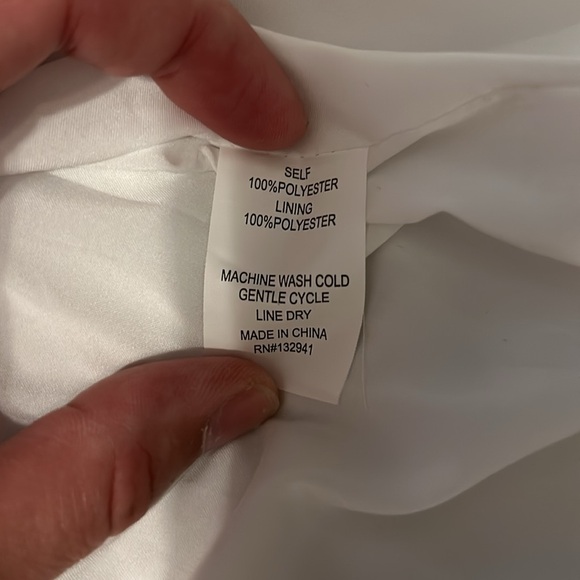 SELF
100%POLYESTER
LINING
100%POLYESTER
MACHINE WASH COLD
GENTLE CYCLE
LINE DRY
MADE IN CHINA
RN#132941